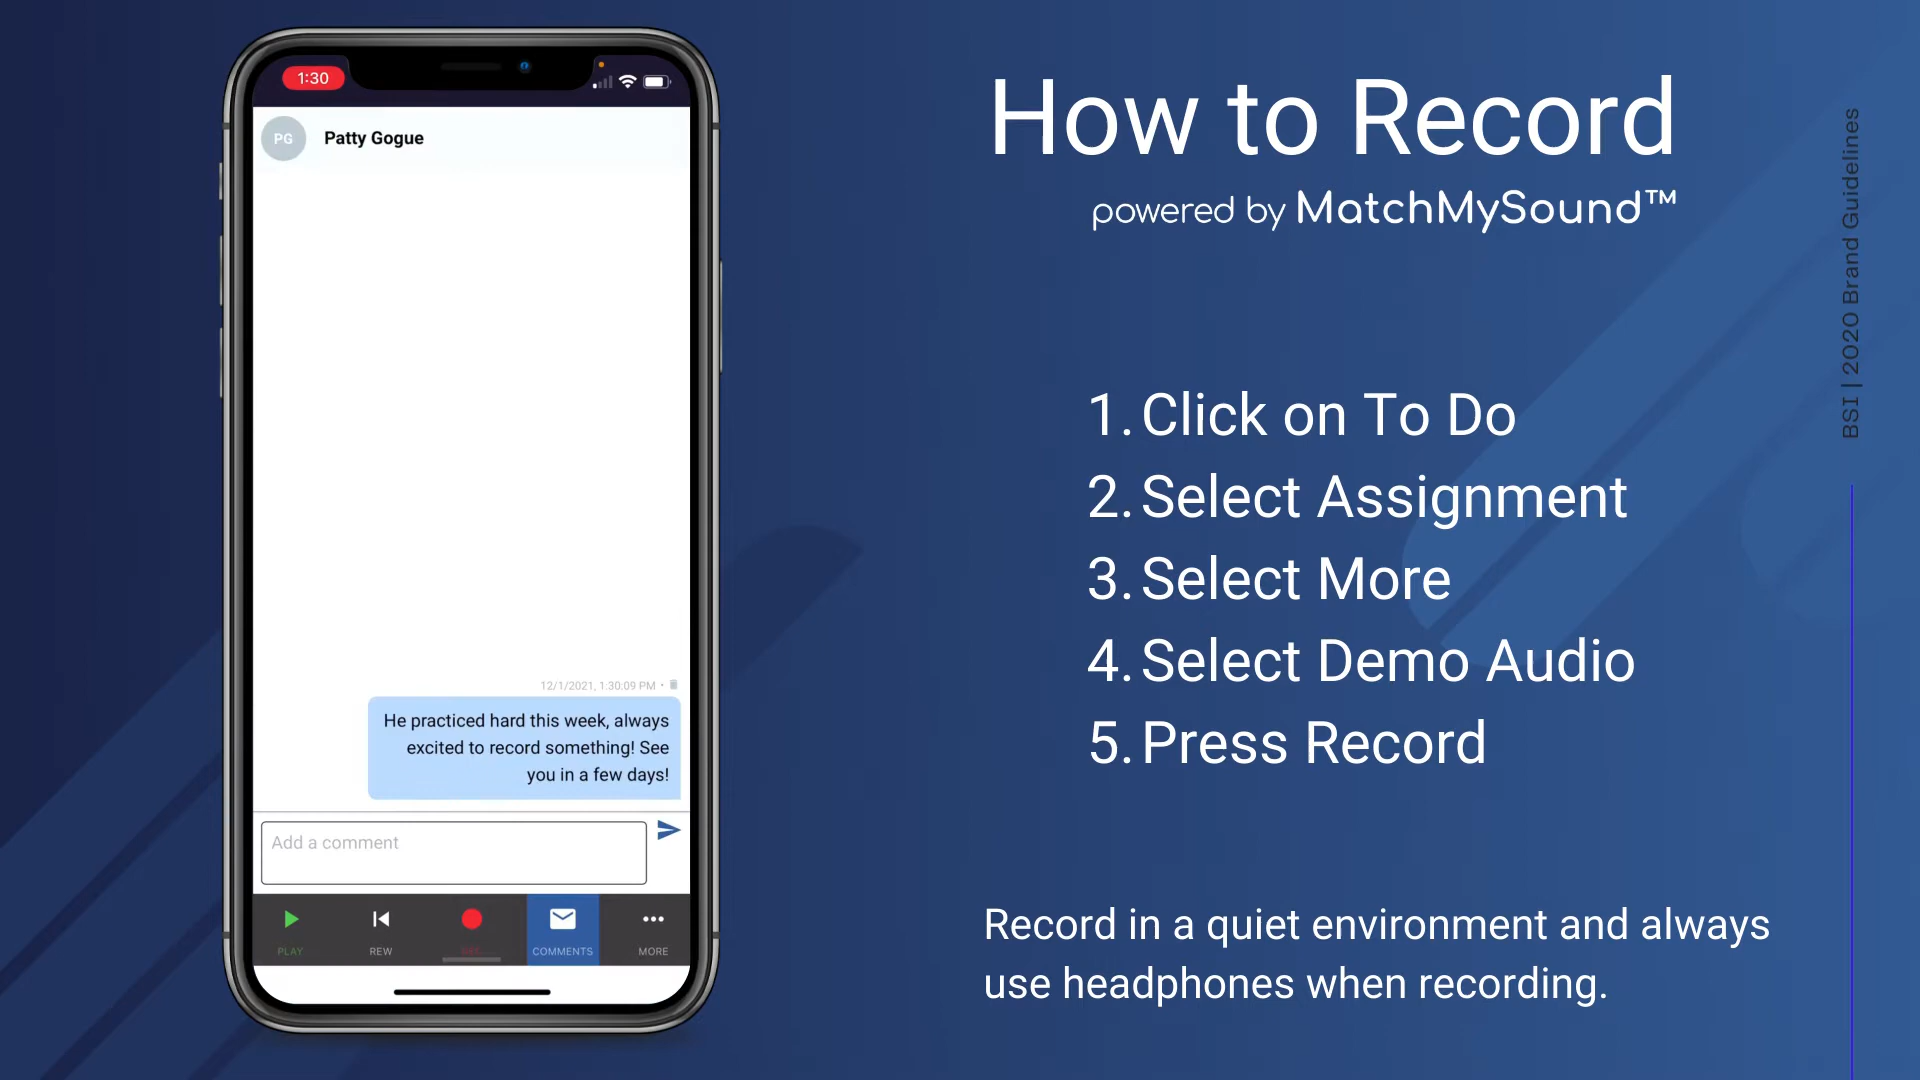 1:30
PG
Patty Gogue
12/1/2021, 1:30:09 PM •
He practiced hard this week, always
excited to record something! See
you in a few days!
Add a comment
PLAY
REW
COMMENTS
MORE
How to Record
powered by MatchMySound™
1. Click on To Do
2. Select Assignment
3. Select More
4. Select Demo Audio
5. Press Record
Record in a quiet environment and always
use headphones when recording.
BSI | 2020 Brand Guidelines